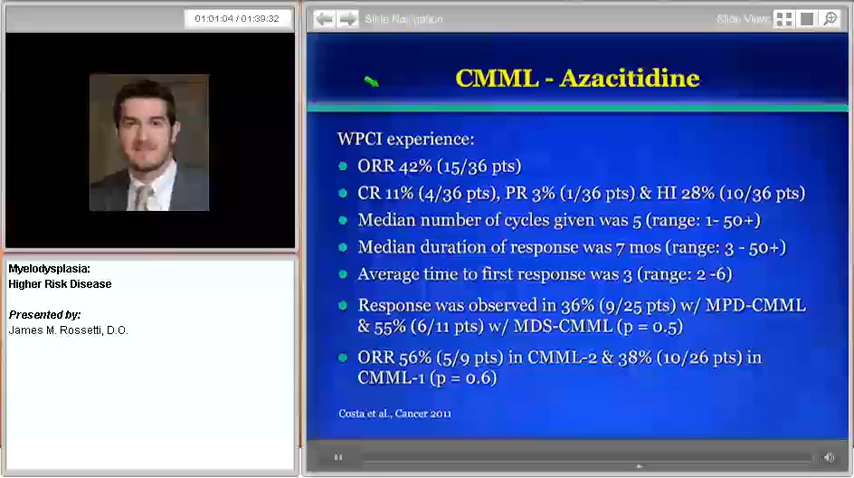 01:01:04 / 01:39:32
Slide Navigation
Slide View:
CMML - Azacitidine
WPCI experience:
ORR 42% (15/36 pts)
CR 11% (4/36 pts), PR 3% (1/36 pts) & HI 28% (10/36 pts)
Median number of cycles given was 5 (range: 1- 50+)
Median duration of response was 7 mos (range: 3 - 50+)
Average time to first response was 3 (range: 2 -6)
Response was observed in 36% (9/25 pts) w/ MPD-CMML
& 55% (6/11 pts) w/ MDS-CMML (p = 0.5)
ORR 56% (5/9 pts) in CMML-2 & 38% (10/26 pts) in
CMML-1 (p = 0.6)
Costa et al., Cancer 2011
Myelodysplasia:
Higher Risk Disease
Presented by:
James M. Rossetti, D.O.